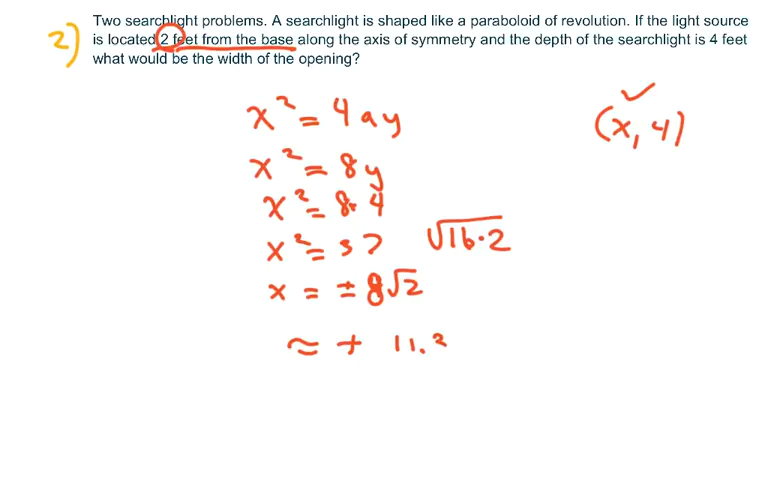 2) Two searchlight problems. A searchlight is shaped like a paraboloid of revolution. If the light source
is located 2 feet from the base along the axis of symmetry and the depth of the searchlight is 4 feet
what would be the width of the opening?
x² = 4ay
(x, 4)
x² = 8y
x² = 8·4
x² = 32
√16·2
x = ± 8√2
≈ + 11.3